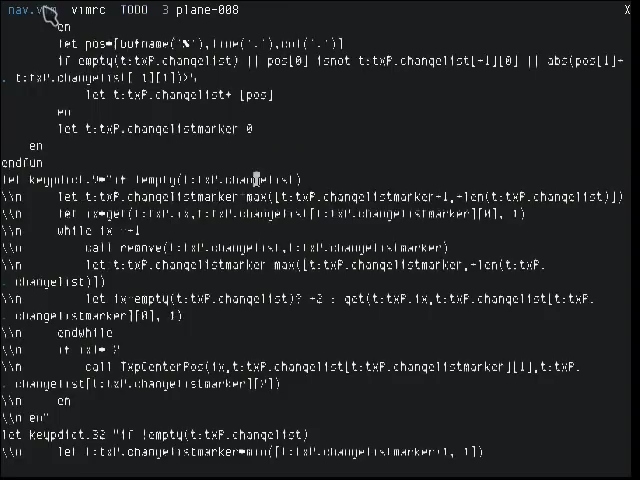 nav.vim vimrc TODO 3 plane-008 X
en
let pos=[bufname('%'),line('.'),col('.')]
if empty(t:txP.changelist) || pos[0] isnot t:txP.changelist[-1][0] || abs(pos[1]-
t:txP.changelist[-1][1])>5
let t:txP.changelist+ [pos]
en
let t:txP.changelistmarker 0
en
endfun
let keypdict. "if !empty(t:txP.changelist)
\\n let t:txP.changelistmarker max([t:txP.changelistmarker-1,-len(t:txP.changelist)])
\\n let ix=get(t:txP.ix,t:txP.changelist[t:txP.changelistmarker][0],-1)
\\n while ix -1
\\n call remove(t:txP.changelist,t:txP.changelistmarker)
\\n let t:txP.changelistmarker max([t:txP.changelistmarker,-len(t:txP.
changelist)])
\\n let ix empty(t:txP.changelist)? -2 : get(t:txP.ix,t:txP.changelist[t:txP.
changelistmarker][0],-1)
\\n endwhile
\\n if ix!=-2
\\n call TxpCenterPos(ix,t:txP.changelist[t:txP.changelistmarker][1],t:txP.
changelist[t:txP.changelistmarker][2])
\\n en
\\n en"
let keypdict.32 "if !empty(t:txP.changelist)
\\n let t:txP.changelistmarker=min([t:txP.changelistmarker+1,-1])